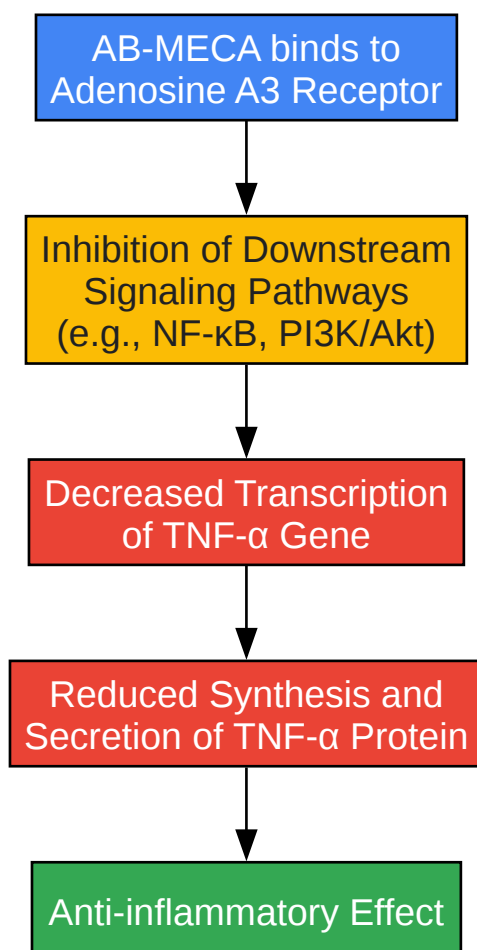 AB-MECA binds to
Adenosine A3 Receptor
Inhibition of Downstream
Signaling Pathways
(e.g., NF-κB, PI3K/Akt)
Decreased Transcription
of TNF-α Gene
Reduced Synthesis and
Secretion of TNF-α Protein
Anti-inflammatory Effect